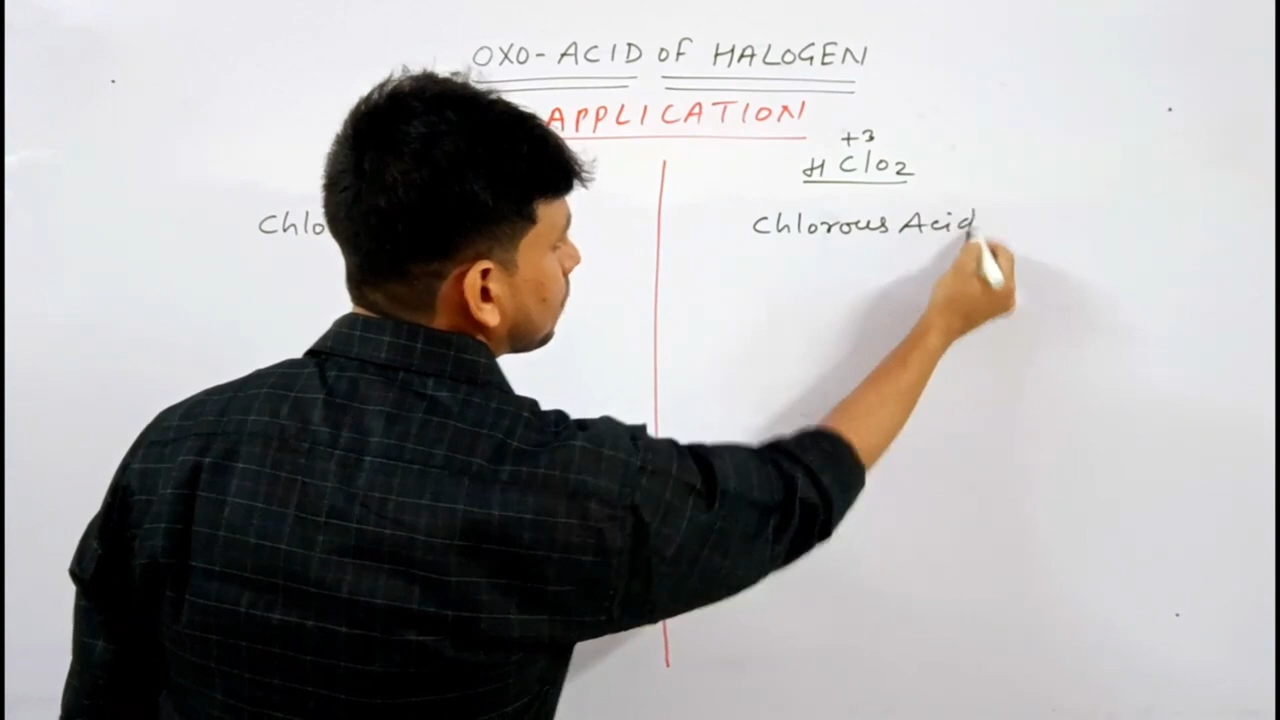 OXO-ACID of HALOGEN
APPLICATION
+3
HClO2
Chlo
Chlorous Acid